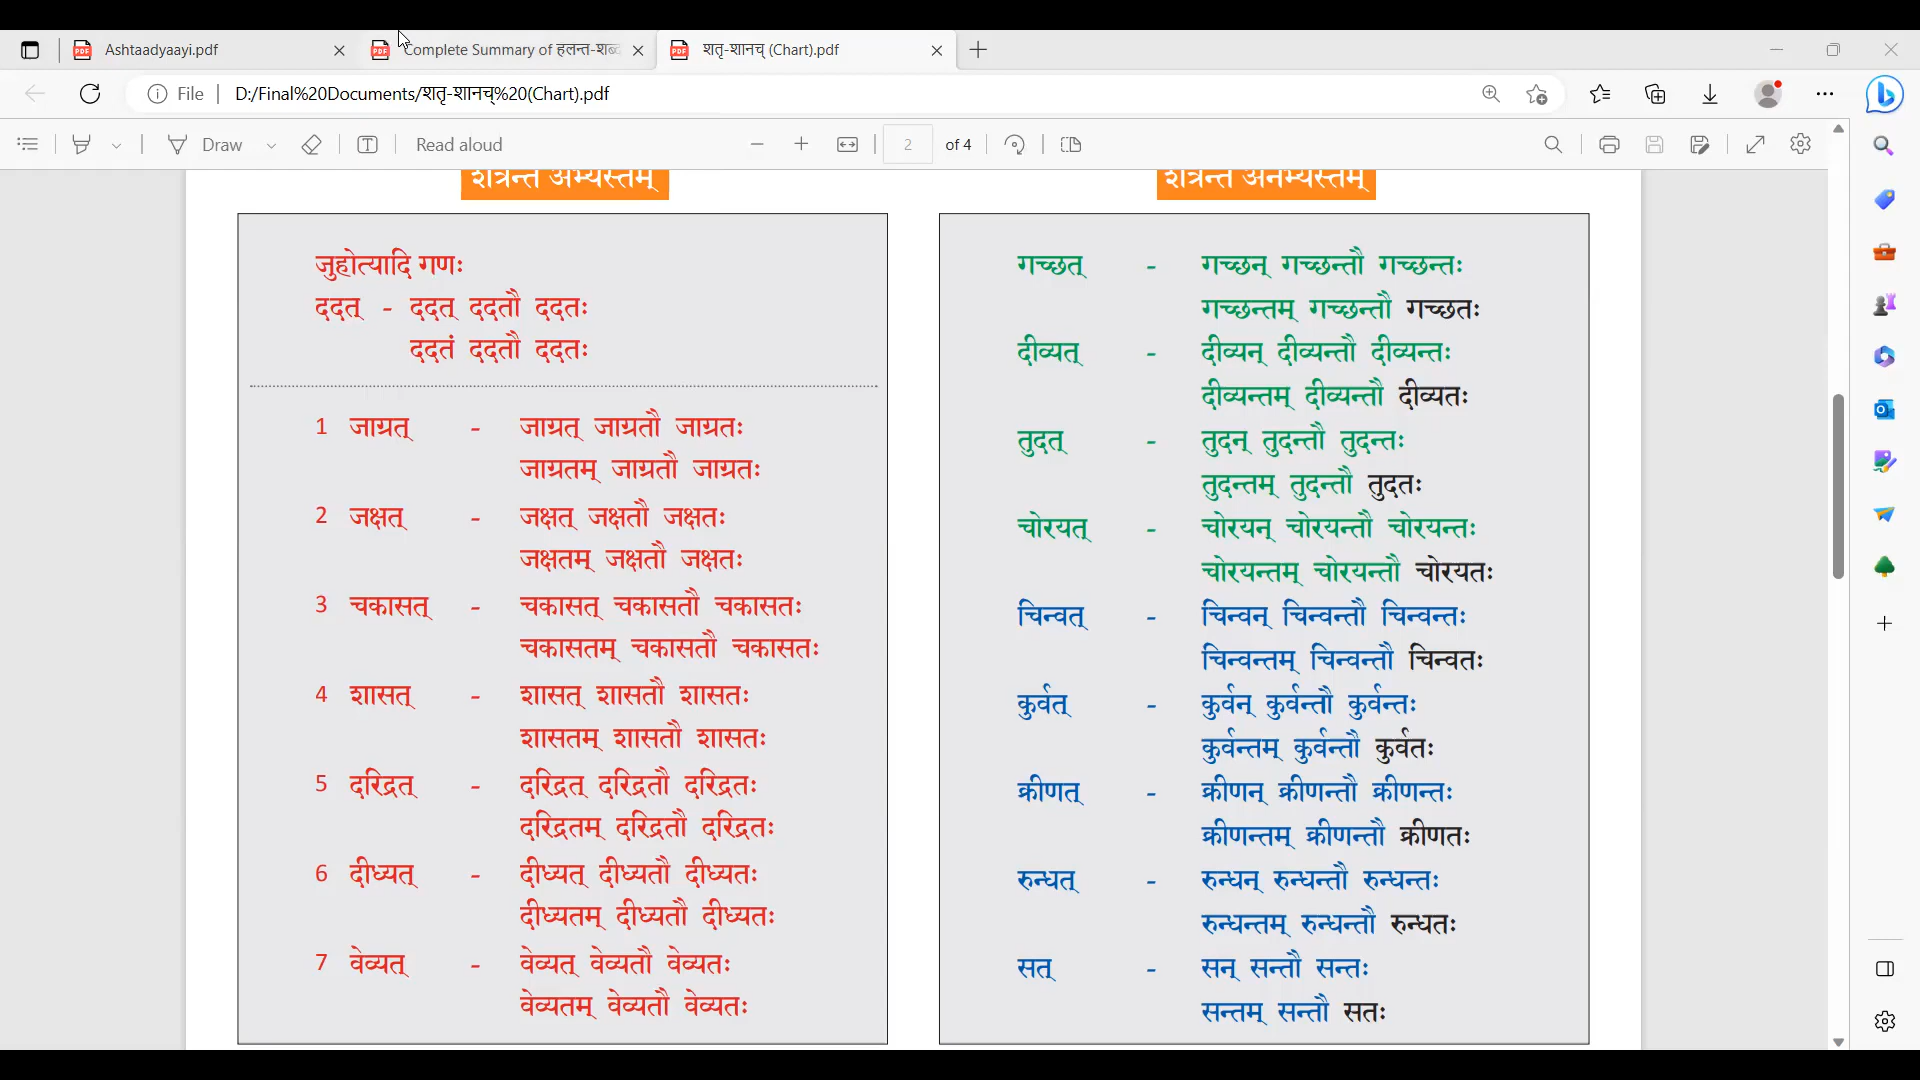 Ashtaadyaayi.pdf
Complete Summary of हलन्त-शब्द
शतृ-शानच् (Chart).pdf
File
D:/Final%20Documents/शतृ-शानच्%20(Chart).pdf
Draw
Read aloud
2 of 4
शत्रन्त अभ्यस्तम्
जुहोत्यादि गणः
ददत् - ददत् ददतौ ददतः
ददतं ददतौ ददतः
1 जाग्रत् - जाग्रत् जाग्रतौ जाग्रतः
जाग्रतम् जाग्रतौ जाग्रतः
2 जक्षत् - जक्षत् जक्षतौ जक्षतः
जक्षतम् जक्षतौ जक्षतः
3 चकासत् - चकासत् चकासतौ चकासतः
चकासतम् चकासतौ चकासतः
4 शासत् - शासत् शासतौ शासतः
शासतम् शासतौ शासतः
5 दरिद्रत् - दरिद्रत् दरिद्रतौ दरिद्रतः
दरिद्रतम् दरिद्रतौ दरिद्रतः
6 दीध्यत् - दीध्यत् दीध्यतौ दीध्यतः
दीध्यतम् दीध्यतौ दीध्यतः
7 वेव्यत् - वेव्यत् वेव्यतौ वेव्यतः
वेव्यतम् वेव्यतौ वेव्यतः
शत्रन्त अनभ्यस्तम्
गच्छत् - गच्छन् गच्छन्तौ गच्छन्तः
गच्छन्तम् गच्छन्तौ गच्छतः
दीव्यत् - दीव्यन् दीव्यन्तौ दीव्यन्तः
दीव्यन्तम् दीव्यन्तौ दीव्यतः
तुदत् - तुदन् तुदन्तौ तुदन्तः
तुदन्तम् तुदन्तौ तुदतः
चोरयत् - चोरयन् चोरयन्तौ चोरयन्तः
चोरयन्तम् चोरयन्तौ चोरयतः
चिन्वत् - चिन्वन् चिन्वन्तौ चिन्वन्तः
चिन्वन्तम् चिन्वन्तौ चिन्वतः
कुर्वत् - कुर्वन् कुर्वन्तौ कुर्वन्तः
कुर्वन्तम् कुर्वन्तौ कुर्वतः
क्रीणत् - क्रीणन् क्रीणन्तौ क्रीणन्तः
क्रीणन्तम् क्रीणन्तौ क्रीणतः
रुन्धत् - रुन्धन् रुन्धन्तौ रुन्धन्तः
रुन्धन्तम् रुन्धन्तौ रुन्धतः
सत् - सन् सन्तौ सन्तः
सन्तम् सन्तौ सतः